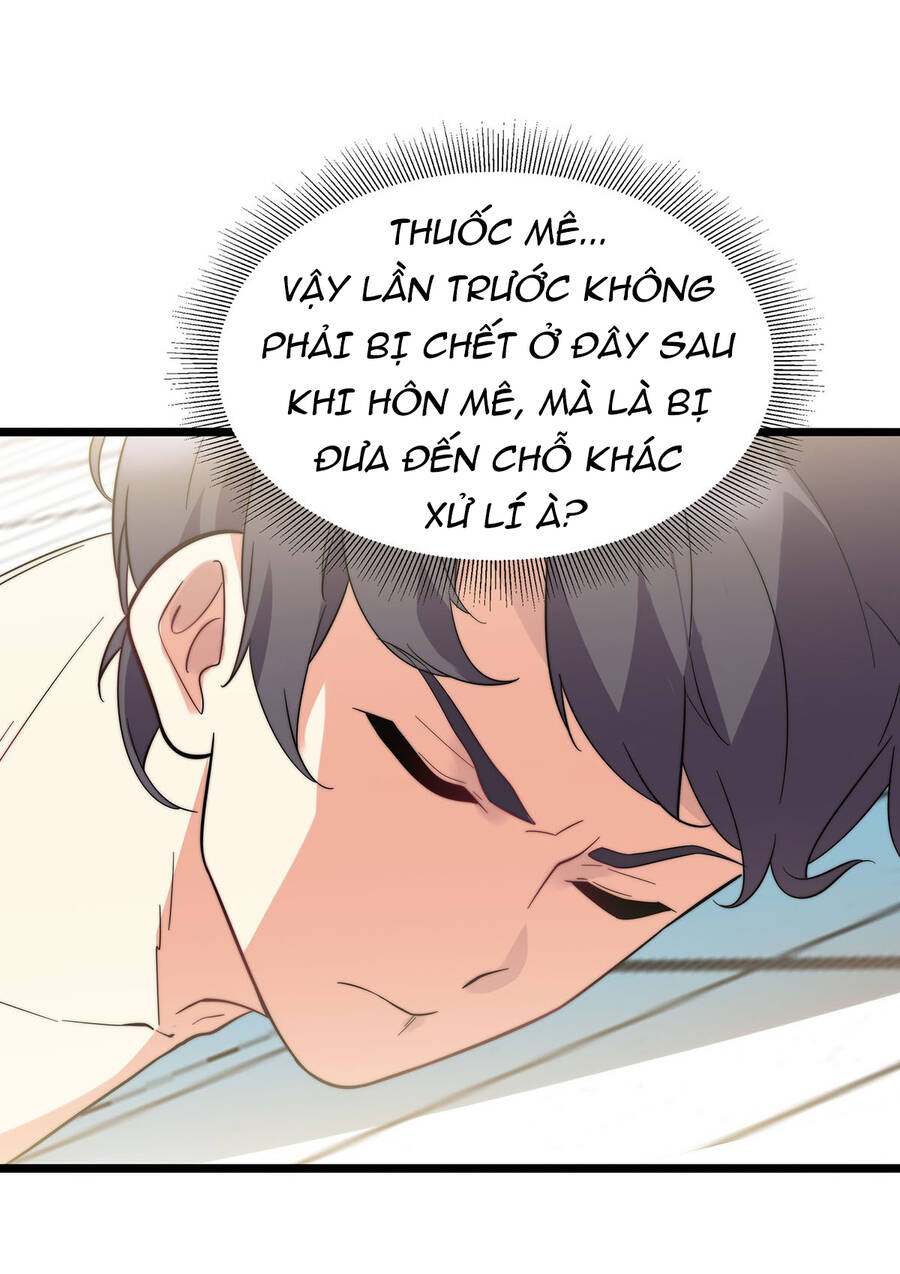 THUỐC MÊ...
VẬY LẦN TRƯỚC KHÔNG
PHẢI BỊ CHẾT Ở ĐÂY SAU
KHI HÔN MÊ, MÀ LÀ BỊ
ĐƯA ĐẾN CHỖ KHÁC
XỬ LÍ À?